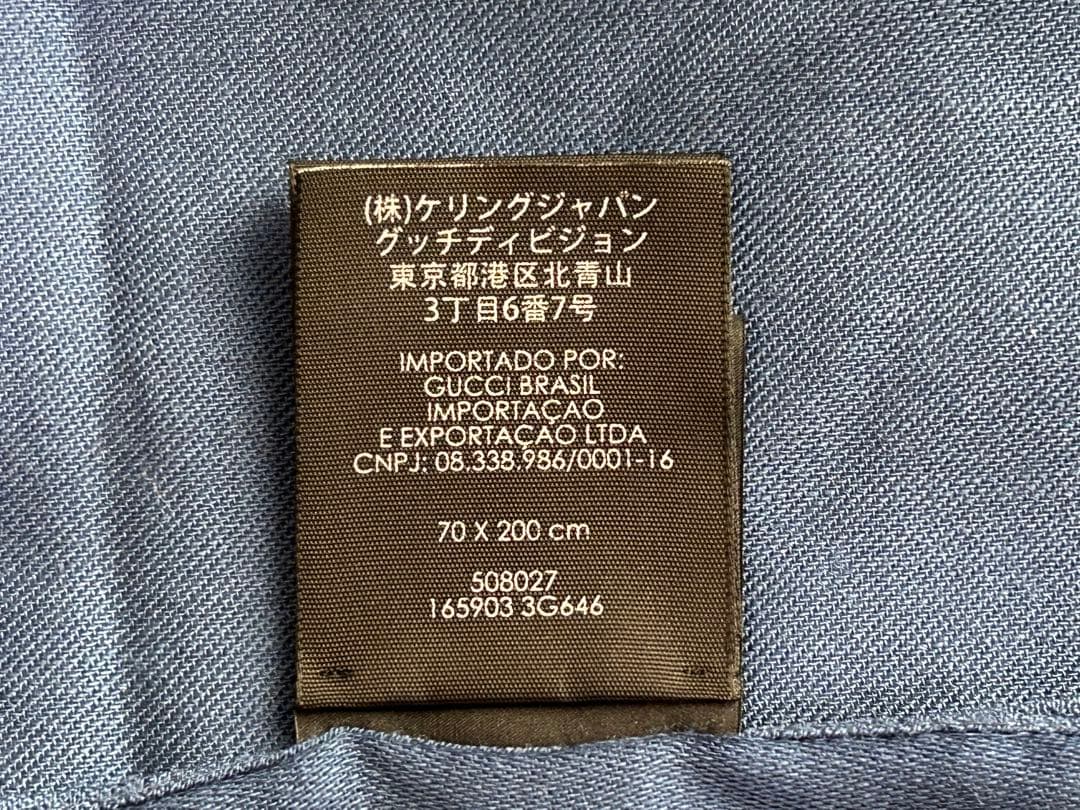 (株)ケリングジャパン
グッチディビジョン
東京都港区北青山
3丁目6番7号
IMPORTADO POR:
GUCCI BRASIL
IMPORTAÇAO
E EXPORTAÇAO LTDA
CNPJ: 08.338.986/0001-16
70 X 200 cm
508027
165903 3G646